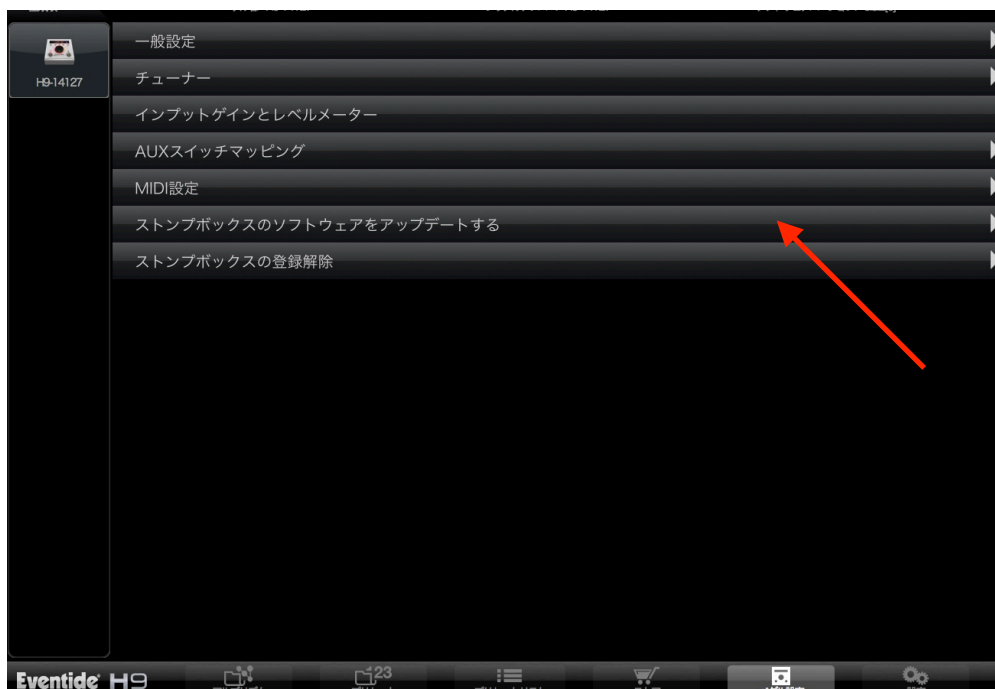 H9-14127
一般設定
チューナー
インプットゲインとレベルメーター
AUXスイッチマッピング
MIDI設定
ストンプボックスのソフトウェアをアップデートする
ストンプボックスの登録解除
Eventide H9
123